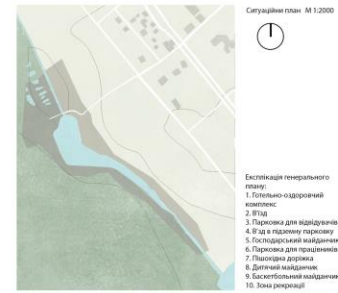 Ситуаційни план М 1:2000
Експлікація генерального
плану:
1. Готельно-оздоровчий
комплекс
2. В'їзд
3. Парковка для відвідувачів
4. В'зд в підземну парковку
5. Господарський майданчик
6. Парковка для працівників
7. Пішохідна доріжка
8. Дитячий майданчик
9. Баскетбольний майданчик
10. Зона рекреації